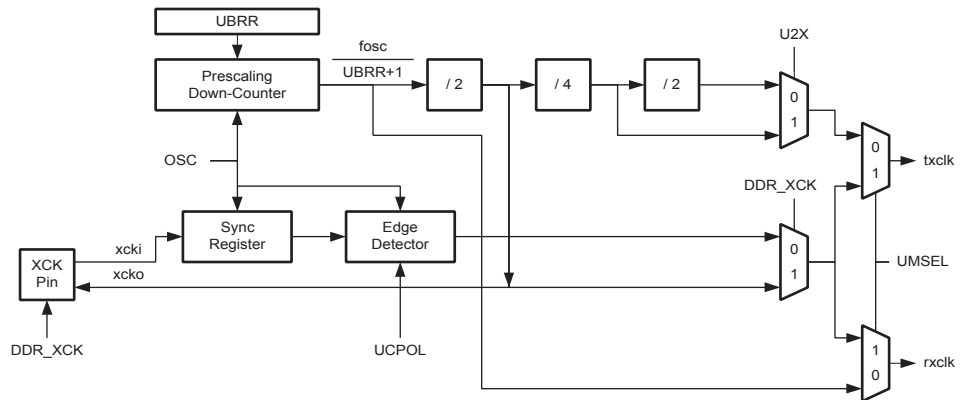 UBRR
U2X
fosc
UBRR+1
Prescaling
Down-Counter
/ 2
/ 4
/ 2
0
1
OSC
0
1
txclk
DDR_XCK
Sync
Register
Edge
Detector
xcki
xcko
XCK
Pin
0
1
UMSEL
DDR_XCK
UCPOL
1
0
rxclk